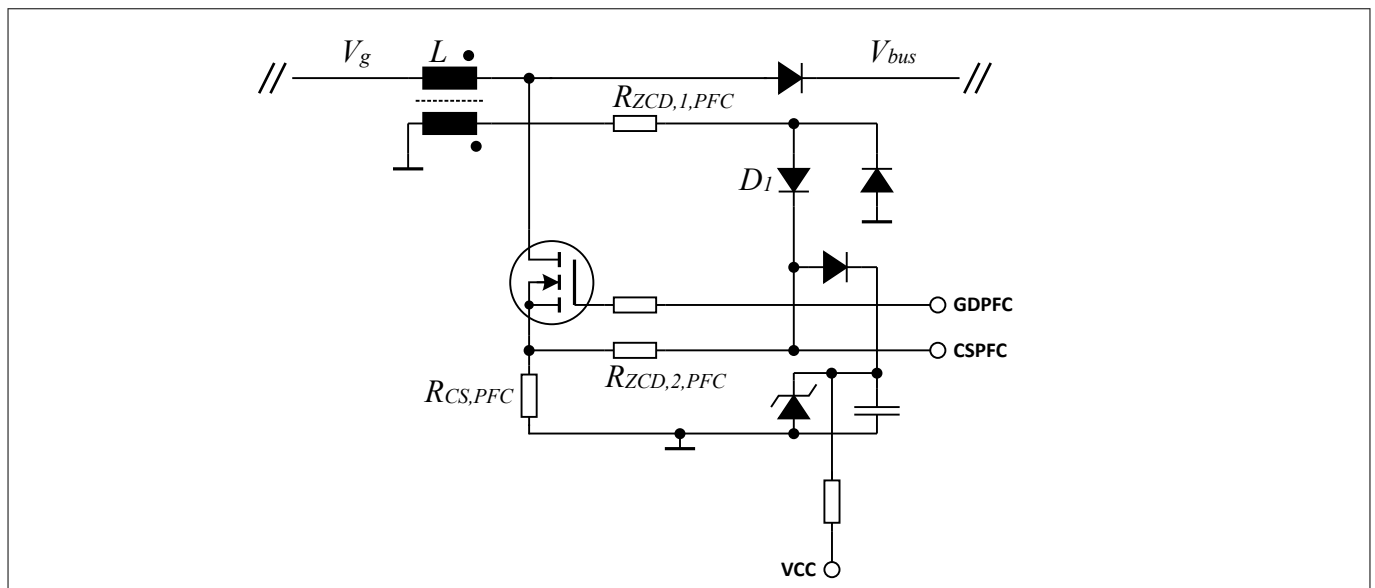 Vg L Vbus
RZCD,1,PFC
D1
GDPFC
CSPFC
RZCD,2,PFC
RCS,PFC
VCC